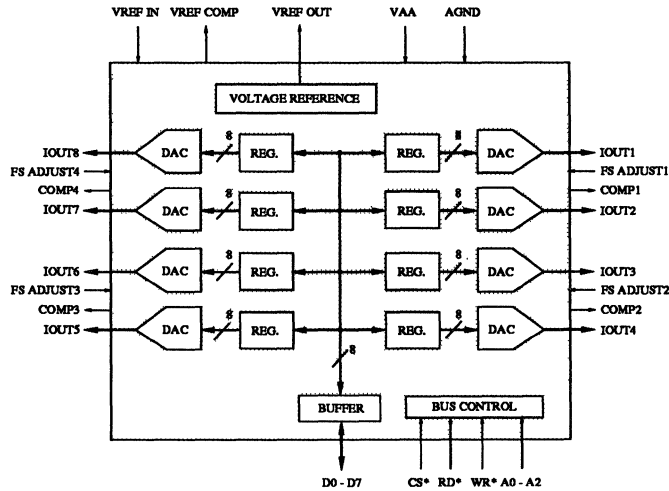 VREF IN VREF COMP VREF OUT VAA AGND
VOLTAGE REFERENCE
IOUT8 DAC 8 REG. REG. 8 DAC IOUT1
FS ADJUST4 FS ADJUST1
COMP4 COMP1
IOUT7 DAC 8 REG. REG. 8 DAC IOUT2
IOUT6 DAC 8 REG. REG. 8 DAC IOUT3
FS ADJUST3 FS ADJUST2
COMP3 COMP2
IOUT5 DAC 8 REG. REG. 8 DAC IOUT4
8
BUFFER BUS CONTROL
D0 - D7 CS* RD* WR* A0 - A2